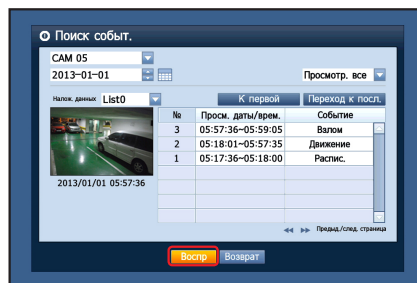 Поиск событ.
CAM 05
2013-01-01
Просмотр. все
Налож. данных List0
К первой Переход к посл.
№ Просм. даты/врем. Событие
3 05:57:36~05:59:05 Взлом
2 05:18:01~05:57:35 Движение
1 05:17:36~05:18:00 Распис.
2013/01/01 05:57:36
Предыд./след. страница
Воспр Возврат